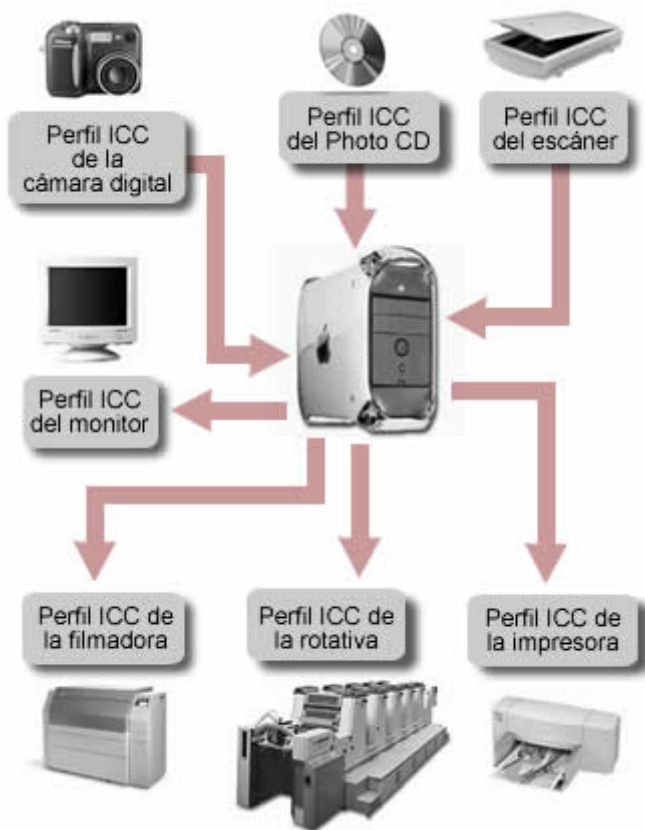 Perfil ICC
de la
cámara digital
Perfil ICC
del Photo CD
Perfil ICC
del escáner
Perfil ICC
del monitor
Perfil ICC de
la filmadora
Perfil ICC de
la rotativa
Perfil ICC de
la impresora